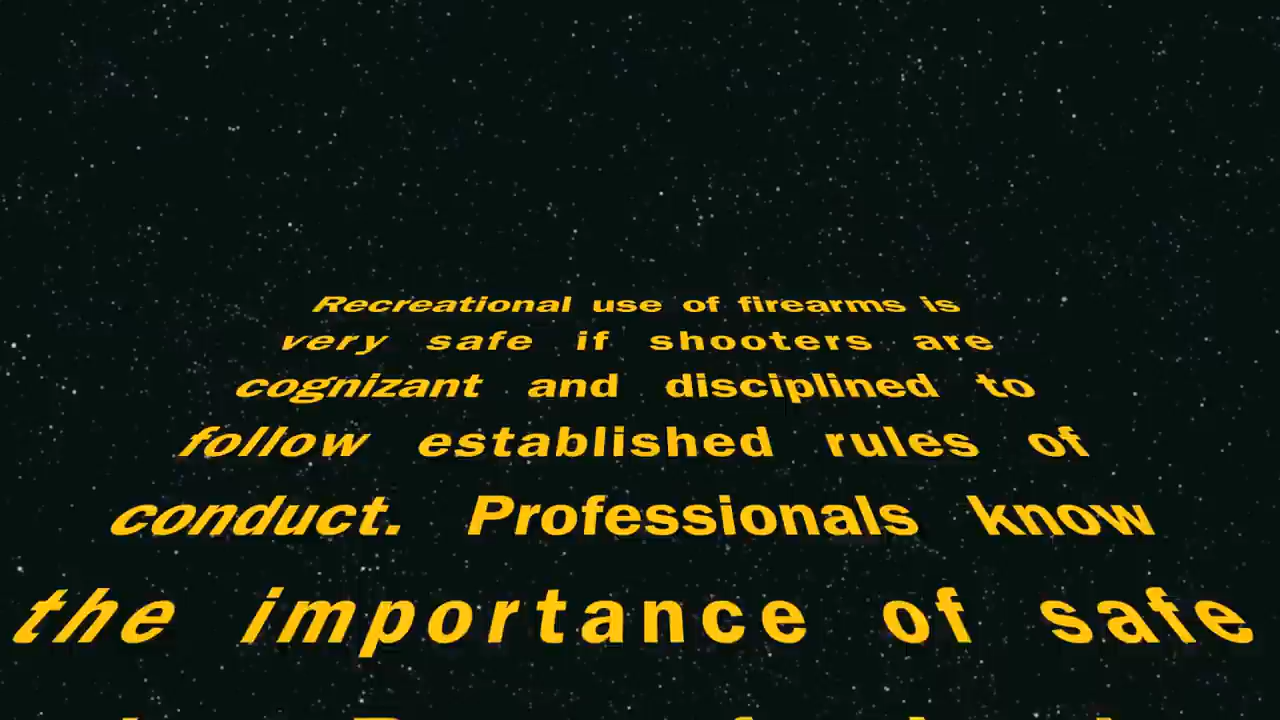 Recreational use of firearms is
very safe if shooters are
cognizant and disciplined to
follow established rules of
conduct. Professionals know
the importance of safe